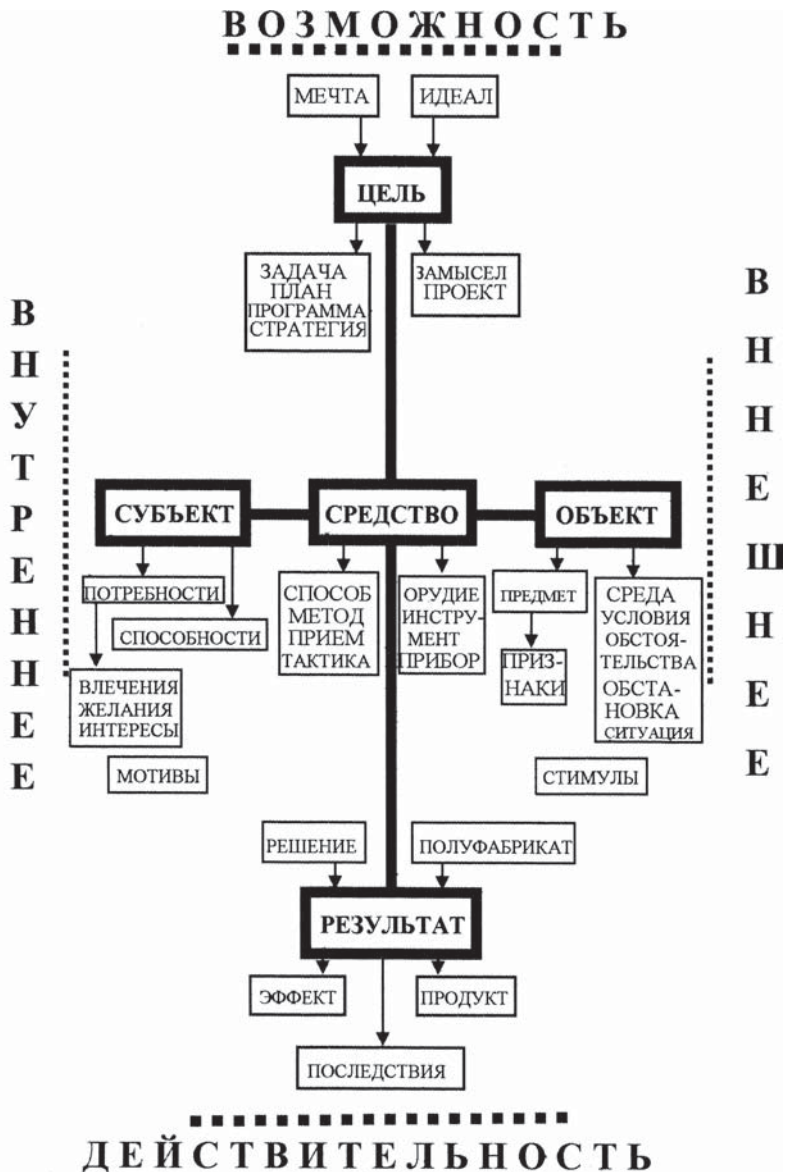 ВОЗМОЖНОСТЬ
МЕЧТА
ИДЕАЛ
ЦЕЛЬ
ЗАДАЧА
ПЛАН
ПРОГРАММА
СТРАТЕГИЯ
ЗАМЫСЕЛ
ПРОЕКТ
ВНУТРЕННЕЕ
ВННЕШНЕЕ
СУБЪЕКТ
СРЕДСТВО
ОБЪЕКТ
ПОТРЕБНОСТИ
СПОСОБНОСТИ
ВЛЕЧЕНИЯ
ЖЕЛАНИЯ
ИНТЕРЕСЫ
МОТИВЫ
СПОСОБ
МЕТОД
ПРИЕМ
ТАКТИКА
ОРУДИЕ
ИНСТРУ-
МЕНТ
ПРИБОР
ПРЕДМЕТ
ПРИЗ-
НАКИ
СРЕДА
УСЛОВИЯ
ОБСТОЯ-
ТЕЛЬСТВА
ОБСТА-
НОВКА
СИТУАЦИЯ
СТИМУЛЫ
РЕШЕНИЕ
ПОЛУФАБРИКАТ
РЕЗУЛЬТАТ
ЭФФЕКТ
ПРОДУКТ
ПОСЛЕДСТВИЯ
ДЕЙСТВИТЕЛЬНОСТЬ